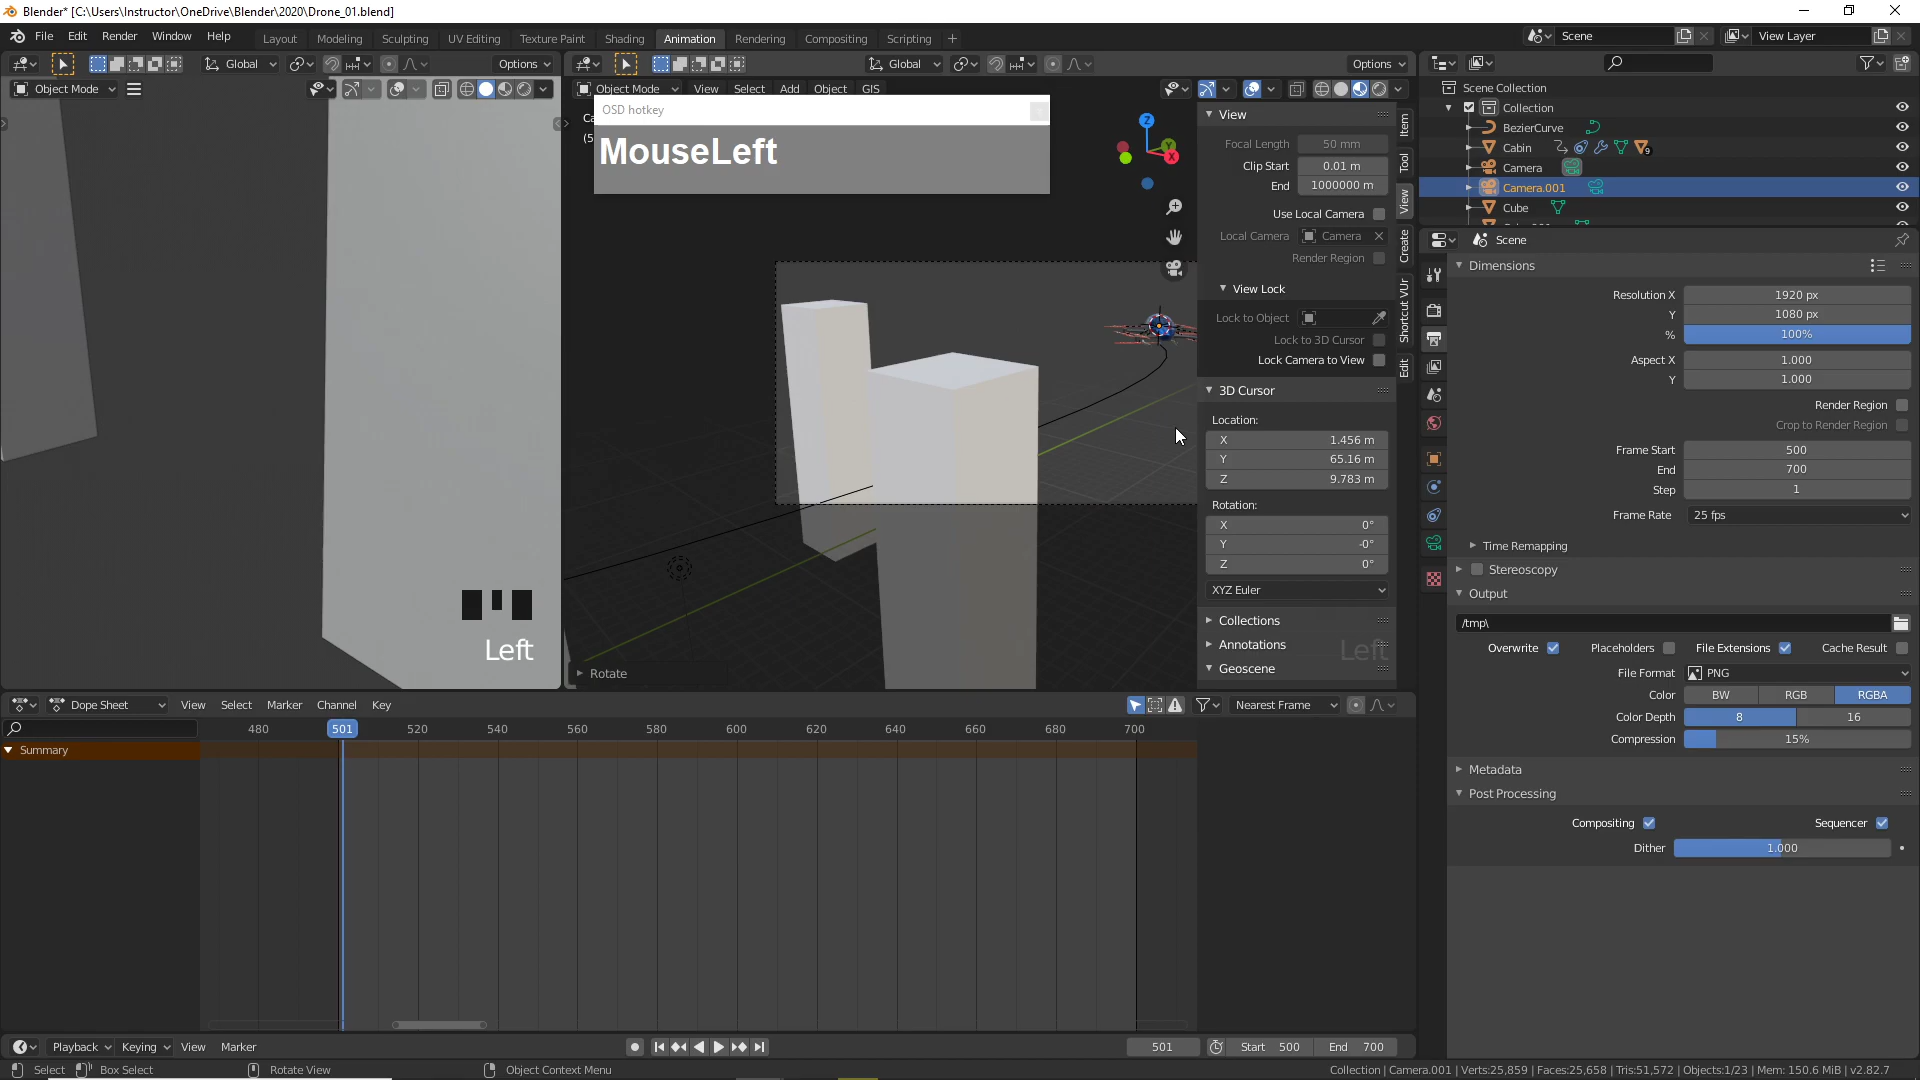 Blender* [C:\Users\Instructor\OneDrive\Blender\2020\Drone_01.blend]
File Edit Render Window Help
Layout Modeling Sculpting UV Editing Texture Paint Shading Animation Rendering Compositing Scripting +
Scene
View Layer
Global
Options
Global
Options
Object Mode
Object Mode View Select Add Object GIS
OSD hotkey
MouseLeft
Ca
(5
Z
Y
X
View
Focal Length 50 mm
Clip Start 0.01 m
End 1000000 m
Use Local Camera
Local Camera Camera
Render Region
View Lock
Lock to Object
Lock to 3D Cursor
Lock Camera to View
3D Cursor
Location:
X 1.456 m
Y 65.16 m
Z 9.783 m
Rotation:
X 0°
Y -0°
Z 0°
XYZ Euler
Collections
Annotations
Geoscene
Item
Tool
View
Create
Shortcut VUr
Edit
Left
Left
Rotate
Scene Collection
Collection
BezierCurve
Cabin 9
Camera
Camera.001
Cube
Scene
Dimensions
Resolution X 1920 px
Y 1080 px
% 100%
Aspect X 1.000
Y 1.000
Render Region
Crop to Render Region
Frame Start 500
End 700
Step 1
Frame Rate 25 fps
Time Remapping
Stereoscopy
Output
/tmp\
Overwrite Placeholders File Extensions Cache Result
File Format PNG
Color BW RGB RGBA
Color Depth 8 16
Compression 15%
Metadata
Post Processing
Compositing Sequencer
Dither 1.000
Dope Sheet View Select Marker Channel Key
Nearest Frame
480 501 520 540 560 580 600 620 640 660 680 700
Summary
Playback Keying View Marker
501 Start 500 End 700
Select Box Select Rotate View Object Context Menu
Collection | Camera.001 | Verts:25,859 | Faces:25,658 | Tris:51,572 | Objects:1/23 | Mem: 150.6 MiB | v2.82.7